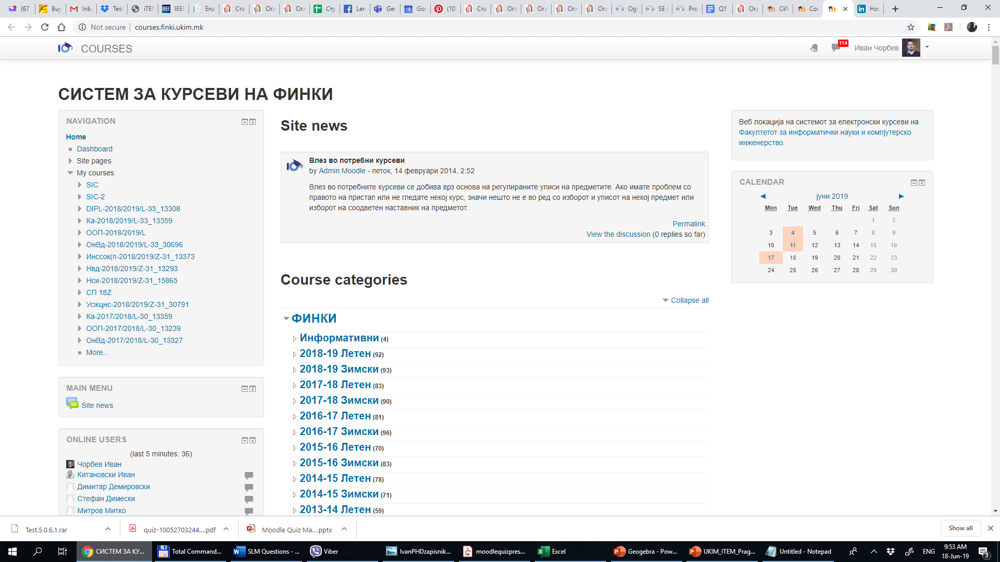 (67
Buy
Inb
Test
iTEM
IEEE
Ena
Ста
Огл
Огл
Сту
Len
Ger
Goo
(10
Ста
Огл
Огл
Огл
Огл
Ogl
SE
Pro
Q1
Огл
СИ
Cou
Hov
Not secure
courses.finki.ukim.mk
COURSES
114
Иван Чорбев
СИСТЕМ ЗА КУРСЕВИ НА ФИНКИ
NAVIGATION
Home
Dashboard
Site pages
My courses
SIC
SIC-2
DIPL-2018/2019/L-33_13308
Ка-2018/2019/L-33_13359
ООП-2018/2019/L
ОнВд-2018/2019/L-33_30696
Инссок(п-2018/2019/Z-31_13373
Нвд-2018/2019/Z-31_13293
Нси-2018/2019/Z-31_15865
СП 18Z
Усжцнс-2018/2019/Z-31_30791
Ка-2017/2018/L-30_13359
ООП-2017/2018/L-30_13239
ОнВд-2017/2018/L-30_13327
More...
MAIN MENU
Site news
ONLINE USERS
(last 5 minutes: 36)
Чорбев Иван
Китановски Иван
Димитар Демировски
Стефан Димески
Митров Митко
Site news
Влез во потребни курсеви
by Admin Moodle - петок, 14 февруари 2014, 2:52
Влез во потребните курсеви се добива врз основа на регулираните уписи на предметите. Ако имате проблем со
правото на пристап или не гледате некој курс, значи нешто не е во ред со изборот и уписот на некој предмет или
изборот на соодветен наставник на предметот.
Permalink
View the discussion (0 replies so far)
Course categories
Collapse all
ФИНКИ
Информативни (4)
2018-19 Летен (92)
2018-19 Зимски (93)
2017-18 Летен (83)
2017-18 Зимски (90)
2016-17 Летен (81)
2016-17 Зимски (96)
2015-16 Летен (70)
2015-16 Зимски (83)
2014-15 Летен (78)
2014-15 Зимски (71)
2013-14 Летен (59)
Веб локација на системот за електронски курсеви на
Факултетот за информатички науки и компјутерско
инженерство.
CALENDAR
јуни 2019
Mon Tue Wed Thu Fri Sat Sun
1 2
3 4 5 6 7 8 9
10 11 12 13 14 15 16
17 18 19 20 21 22 23
24 25 26 27 28 29 30
Test.5.0.6.1.rar
quiz-10052703244....pdf
Moodle Quiz Ma....pptx
Show all
СИСТЕМ ЗА КУ...
Total Command...
SLM Questions - ...
Viber
IvanPHDzapisnik...
moodlequizpres...
Excel
Geogebra - Pow...
UKIM_ITEM_Prag...
Untitled - Notepad
ENG
9:53 AM
18-Jun-19
3